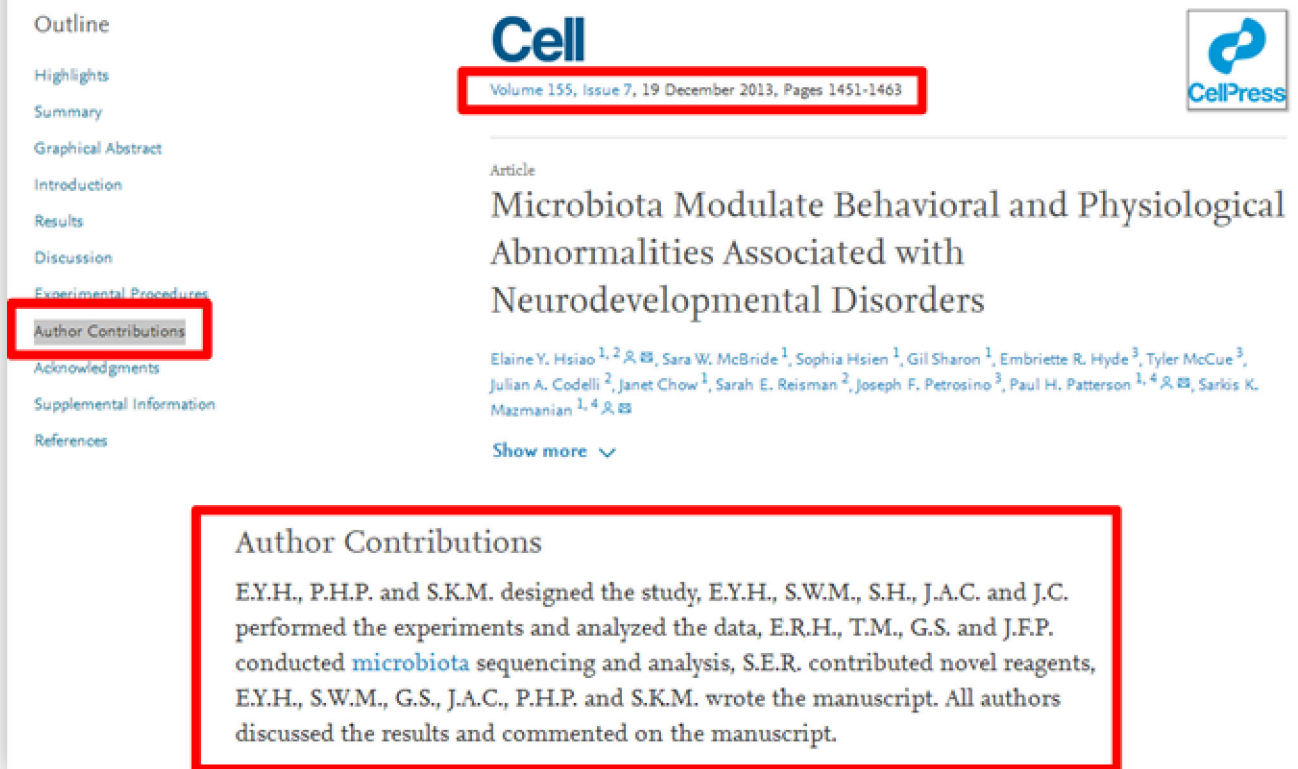 Outline
Highlights
Summary
Graphical Abstract
Introduction
Results
Discussion
Experimental Procedures
Author Contributions
Acknowledgments
Supplemental Information
References
Cell
Volume 155, Issue 7, 19 December 2013, Pages 1451-1463
CellPress
Article
Microbiota Modulate Behavioral and Physiological
Abnormalities Associated with
Neurodevelopmental Disorders
Elaine Y. Hsiao 1, 2, Sara W. McBride 1, Sophia Hsien 1, Gil Sharon 1, Embriette R. Hyde 3, Tyler McCue 3,
Julian A. Codelli 2, Janet Chow 1, Sarah E. Reisman 2, Joseph F. Petrosino 3, Paul H. Patterson 1, 4, Sarkis K.
Mazmanian 1, 4
Show more
Author Contributions
E.Y.H., P.H.P. and S.K.M. designed the study, E.Y.H., S.W.M., S.H., J.A.C. and J.C.
performed the experiments and analyzed the data, E.R.H., T.M., G.S. and J.F.P.
conducted microbiota sequencing and analysis, S.E.R. contributed novel reagents,
E.Y.H., S.W.M., G.S., J.A.C., P.H.P. and S.K.M. wrote the manuscript. All authors
discussed the results and commented on the manuscript.